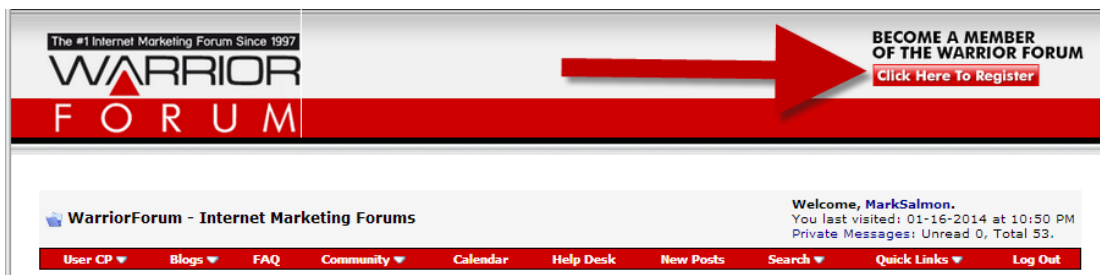 The #1 Internet Marketing Forum Since 1997
WARRIOR
FORUM
BECOME A MEMBER
OF THE WARRIOR FORUM
Click Here To Register
WarriorForum - Internet Marketing Forums
Welcome, MarkSalmon.
You last visited: 01-16-2014 at 10:50 PM
Private Messages: Unread 0, Total 53.
User CP Blogs FAQ Community Calendar Help Desk New Posts Search Quick Links Log Out